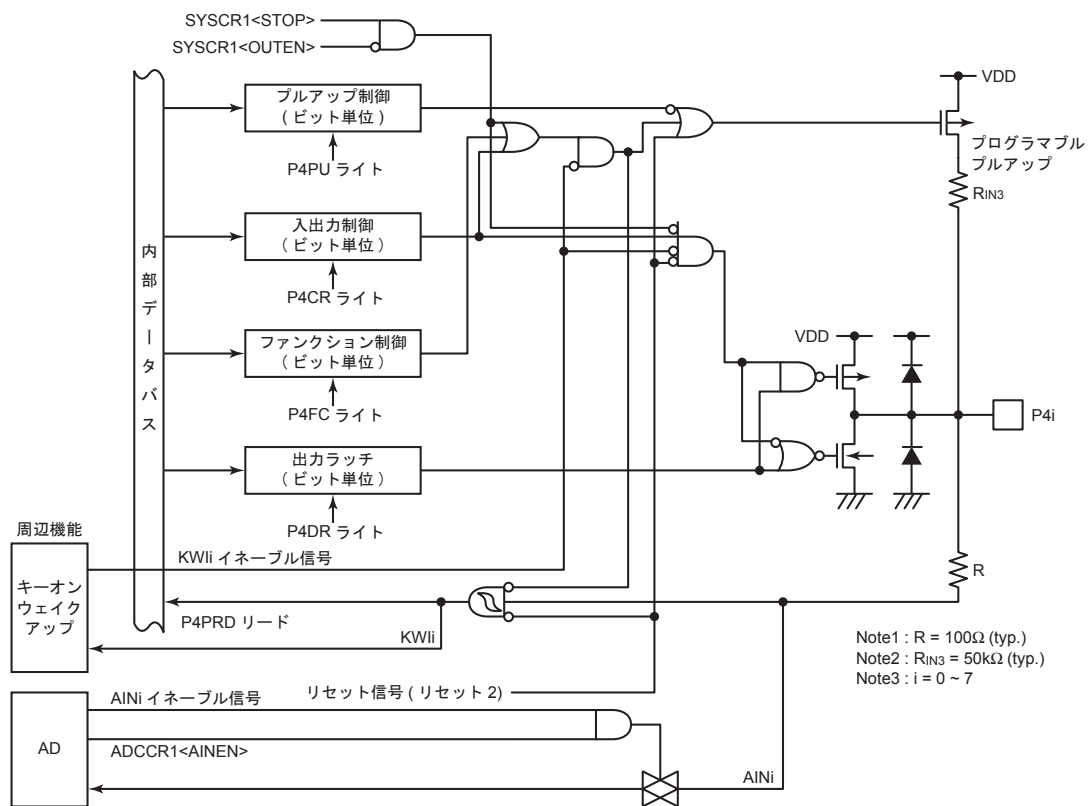 SYSCR1<STOP>
SYSCR1<OUTEN>
プルアップ制御
( ビット単位 )
P4PU ライト
入出力制御
( ビット単位 )
P4CR ライト
ファンクション制御
( ビット単位 )
P4FC ライト
出力ラッチ
( ビット単位 )
P4DR ライト
内部データバス
VDD
プログラマブル
プルアップ
RIN3
VDD
P4i
R
周辺機能
キーオン
ウェイク
アップ
KWIi イネーブル信号
P4PRD リード
KWIi
リセット信号 ( リセット 2 )
Note1 : R = 100Ω (typ.)
Note2 : RIN3 = 50kΩ (typ.)
Note3 : i = 0 ~ 7
AD
AINi イネーブル信号
ADCCR1<AINEN>
AINi